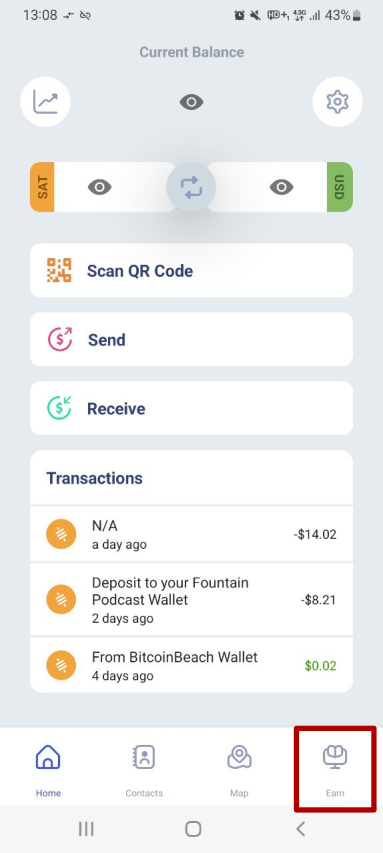 13:08 43%
Current Balance
SAT USD
Scan QR Code
Send
Receive
Transactions
N/A
-$14.02
a day ago
Deposit to your Fountain
Podcast Wallet
-$8.21
2 days ago
From BitcoinBeach Wallet
$0.02
4 days ago
Home Contacts Map Earn